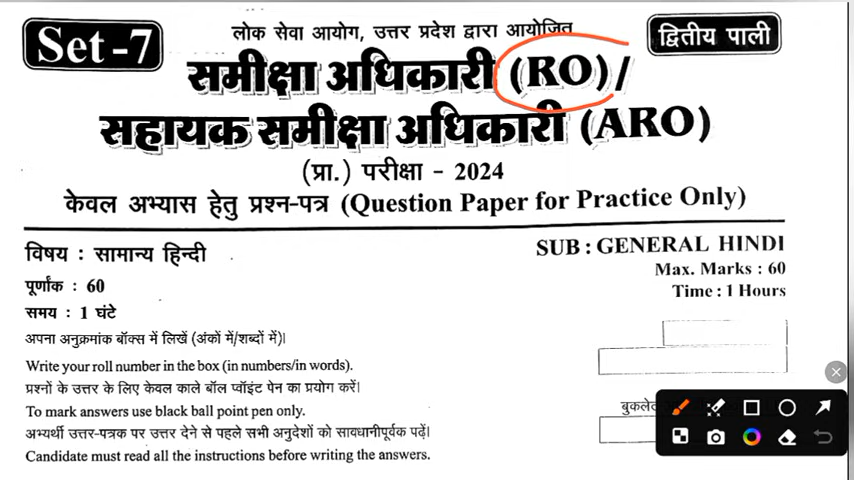 लोक सेवा आयोग, उत्तर प्रदेश द्वारा आयोजित
Set-7
द्वितीय पाली
समीक्षा अधिकारी (RO)/
सहायक समीक्षा अधिकारी (ARO)
(प्रा.) परीक्षा - 2024
केवल अभ्यास हेतु प्रश्न-पत्र (Question Paper for Practice Only)
विषय : सामान्य हिन्दी
SUB : GENERAL HINDI
पूर्णांक : 60
Max. Marks : 60
समय : 1 घंटे
Time : 1 Hours
अपना अनुक्रमांक बॉक्स में लिखें (अंकों में/शब्दों में)।
Write your roll number in the box (in numbers/in words).
प्रश्नों के उत्तर के लिए केवल काले बॉल प्वॉइंट पेन का प्रयोग करें।
To mark answers use black ball point pen only.
अभ्यर्थी उत्तर-पत्रक पर उत्तर देने से पहले सभी अनुदेशों को सावधानीपूर्वक पढ़ें।
Candidate must read all the instructions before writing the answers.